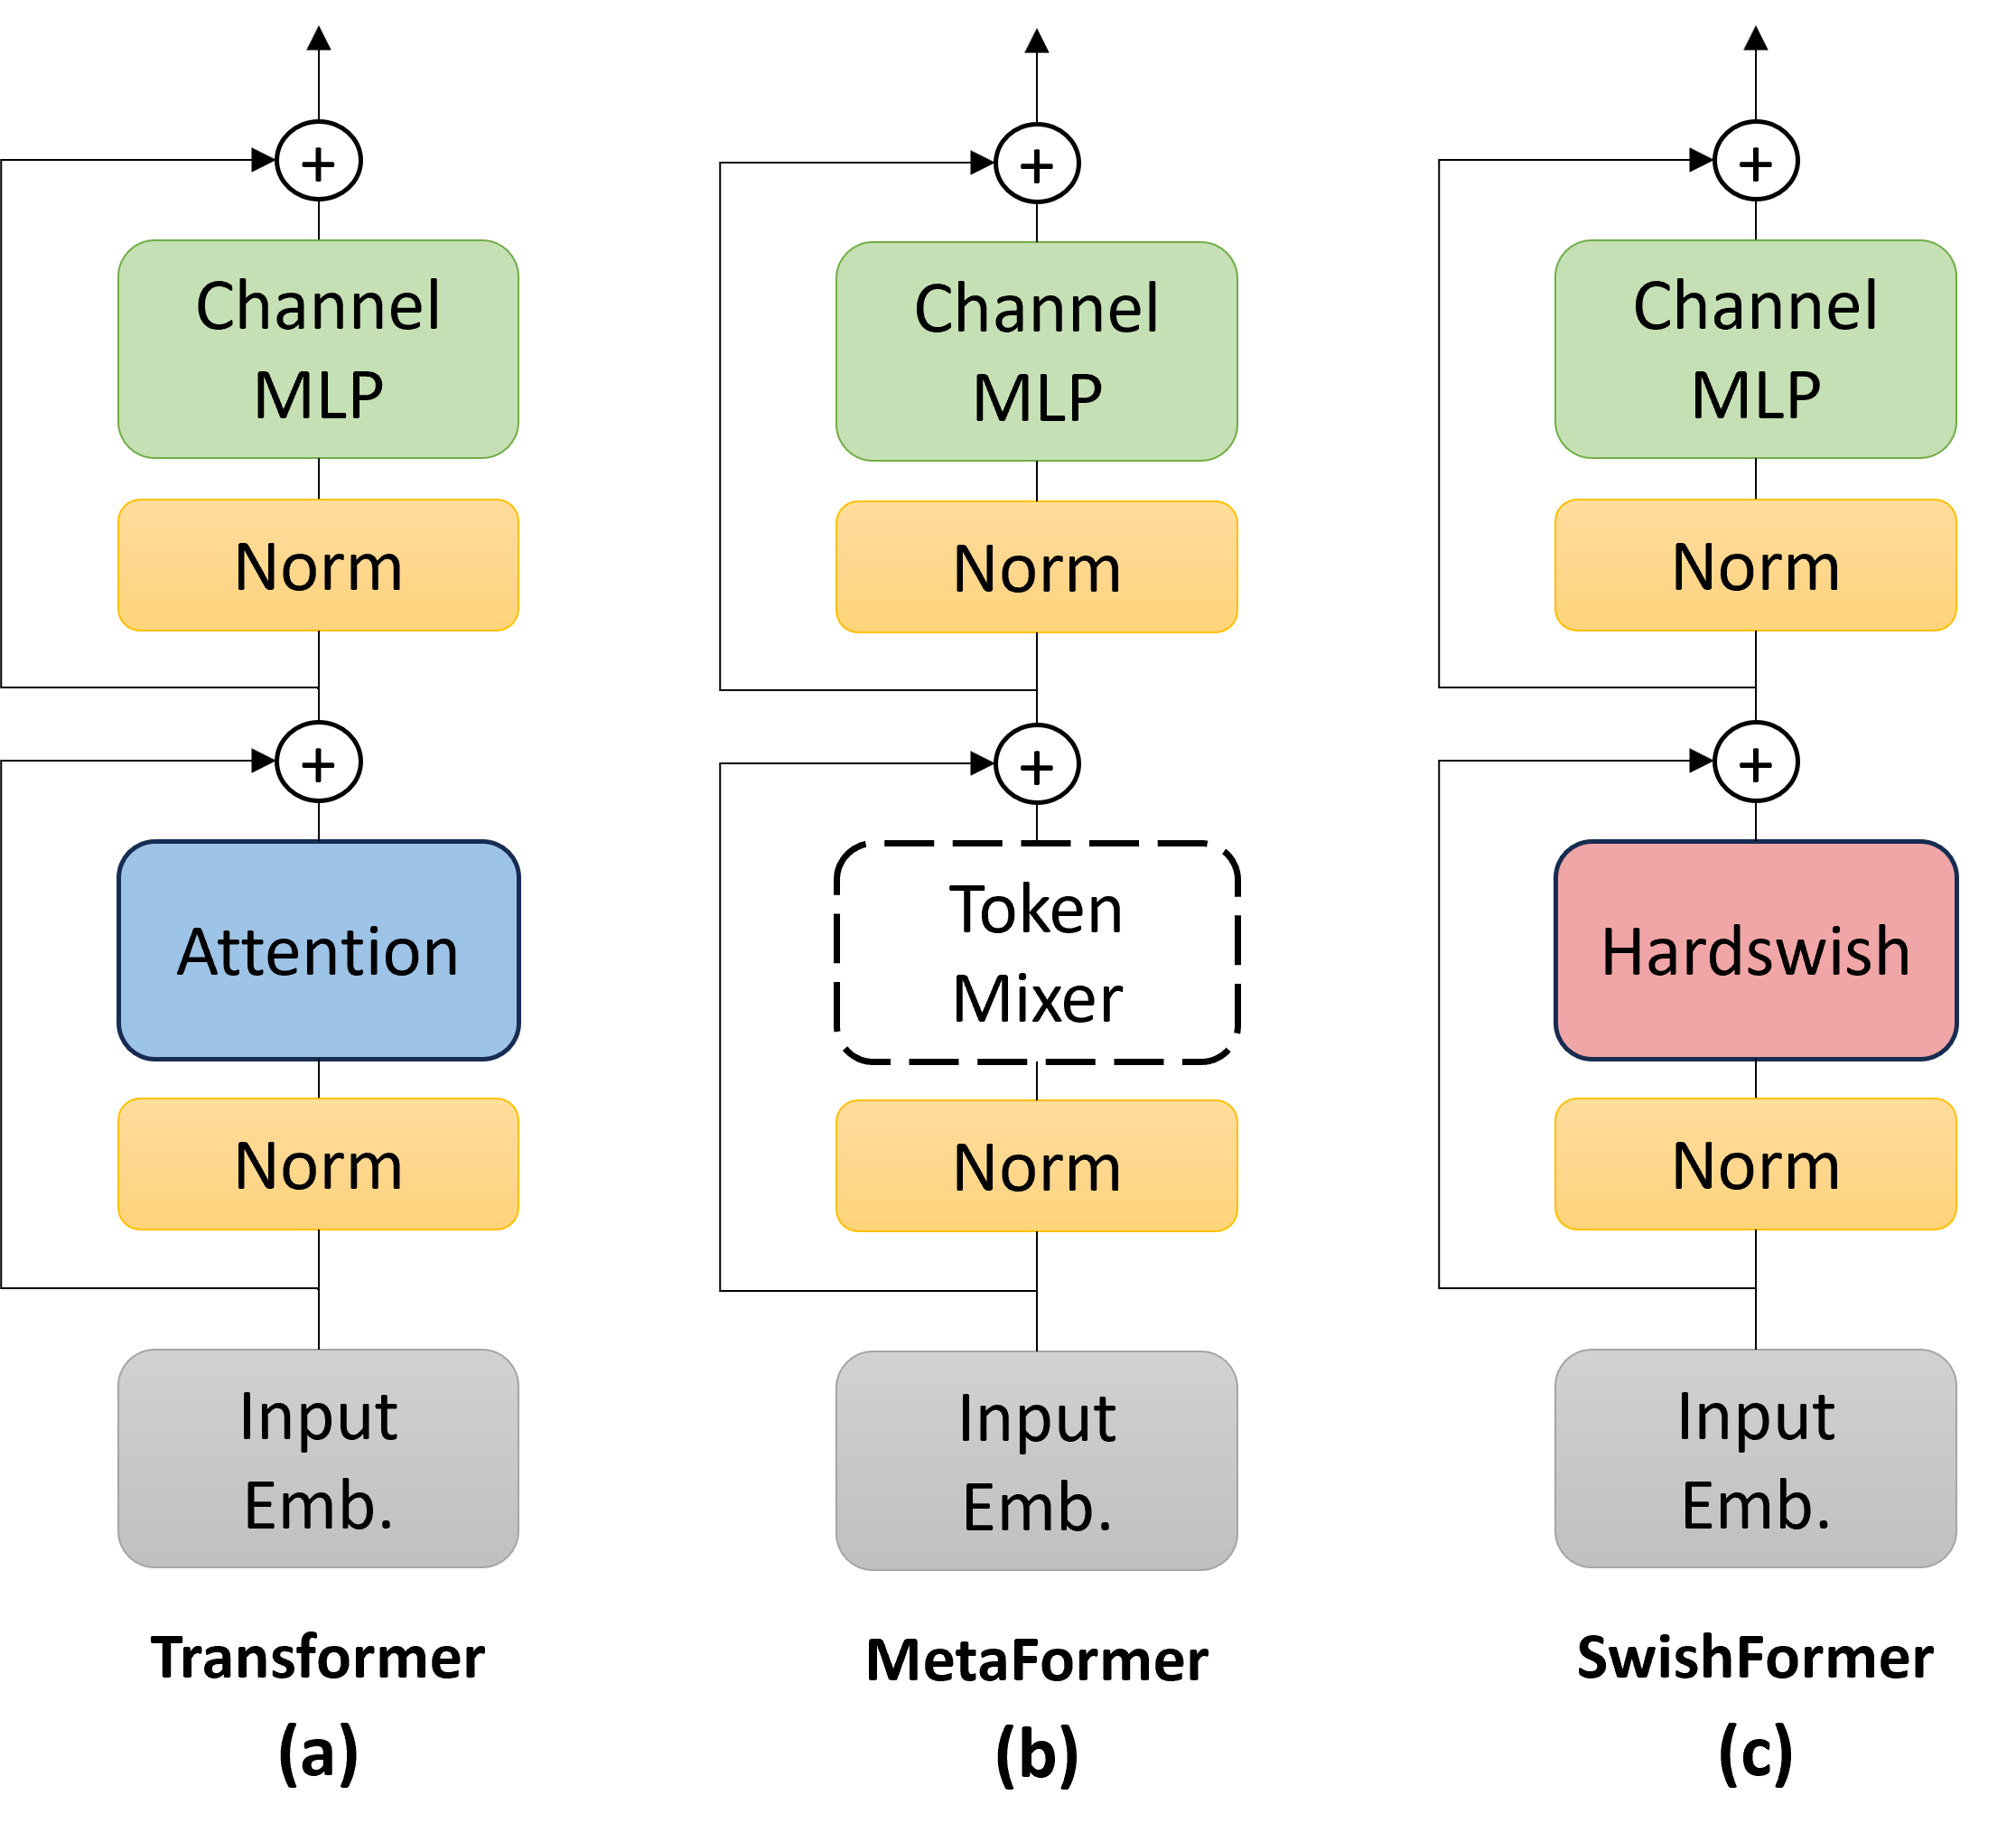 +
Channel
MLP
Norm
+
Attention
Norm
Input
Emb.
Transformer
(a)
+
Channel
MLP
Norm
+
Token
Mixer
Norm
Input
Emb.
MetaFormer
(b)
+
Channel
MLP
Norm
+
Hardswish
Norm
Input
Emb.
SwishFormer
(c)